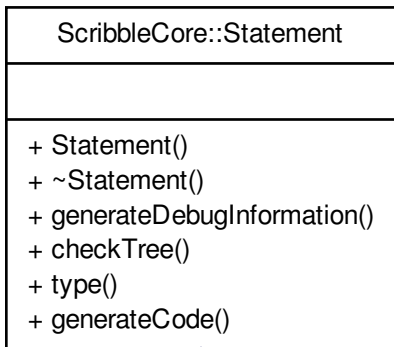 ScribbleCore::Statement
+ Statement()
+ ~Statement()
+ generateDebugInformation()
+ checkTree()
+ type()
+ generateCode()